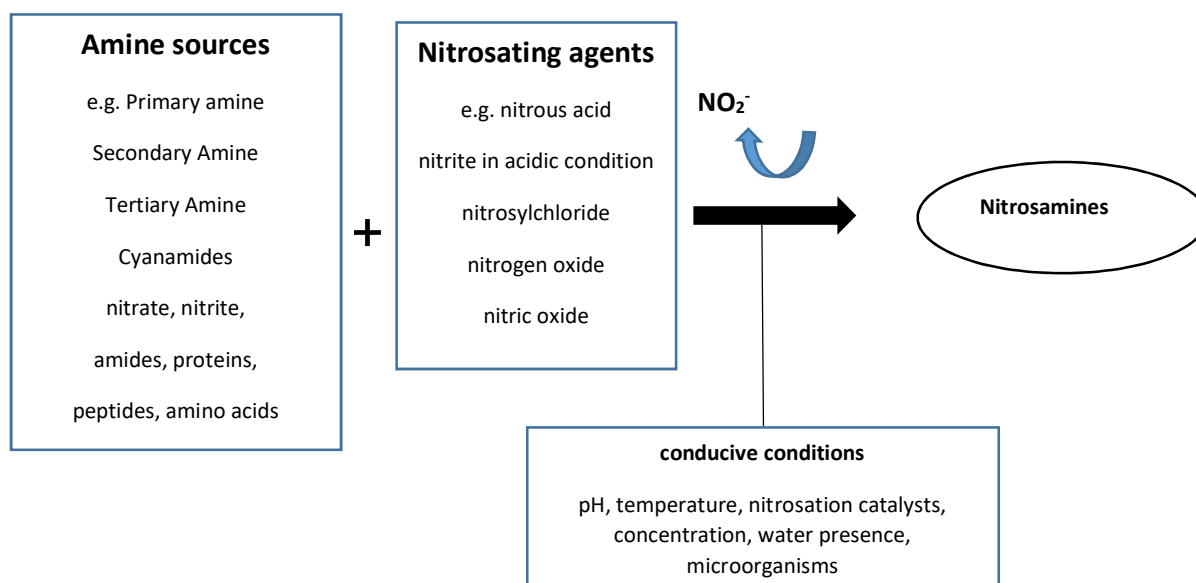 Amine sources
e.g. Primary amine
Secondary Amine
Tertiary Amine
Cyanamides
nitrate, nitrite,
amides, proteins,
peptides, amino acids
+
Nitrosating agents
e.g. nitrous acid
nitrite in acidic condition
nitrosylchloride
nitrogen oxide
nitric oxide
NO₂⁻
Nitrosamines
conducive conditions
pH, temperature, nitrosation catalysts,
concentration, water presence,
microorganisms